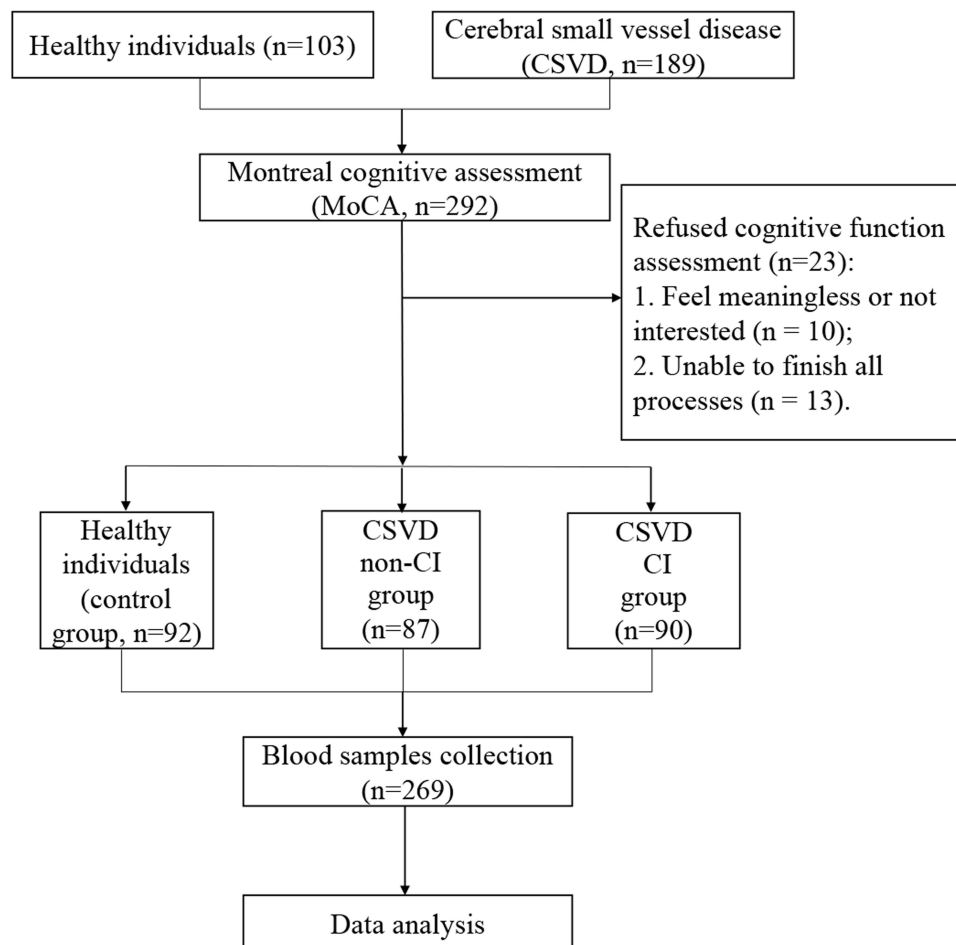 Healthy individuals (n=103)
Cerebral small vessel disease
(CSVD, n=189)
Montreal cognitive assessment
(MoCA, n=292)
Refused cognitive function
assessment (n=23):
1. Feel meaningless or not
interested (n = 10);
2. Unable to finish all
processes (n = 13).
Healthy
individuals
(control
group, n=92)
CSVD
non-CI
group
(n=87)
CSVD
CI
group
(n=90)
Blood samples collection
(n=269)
Data analysis